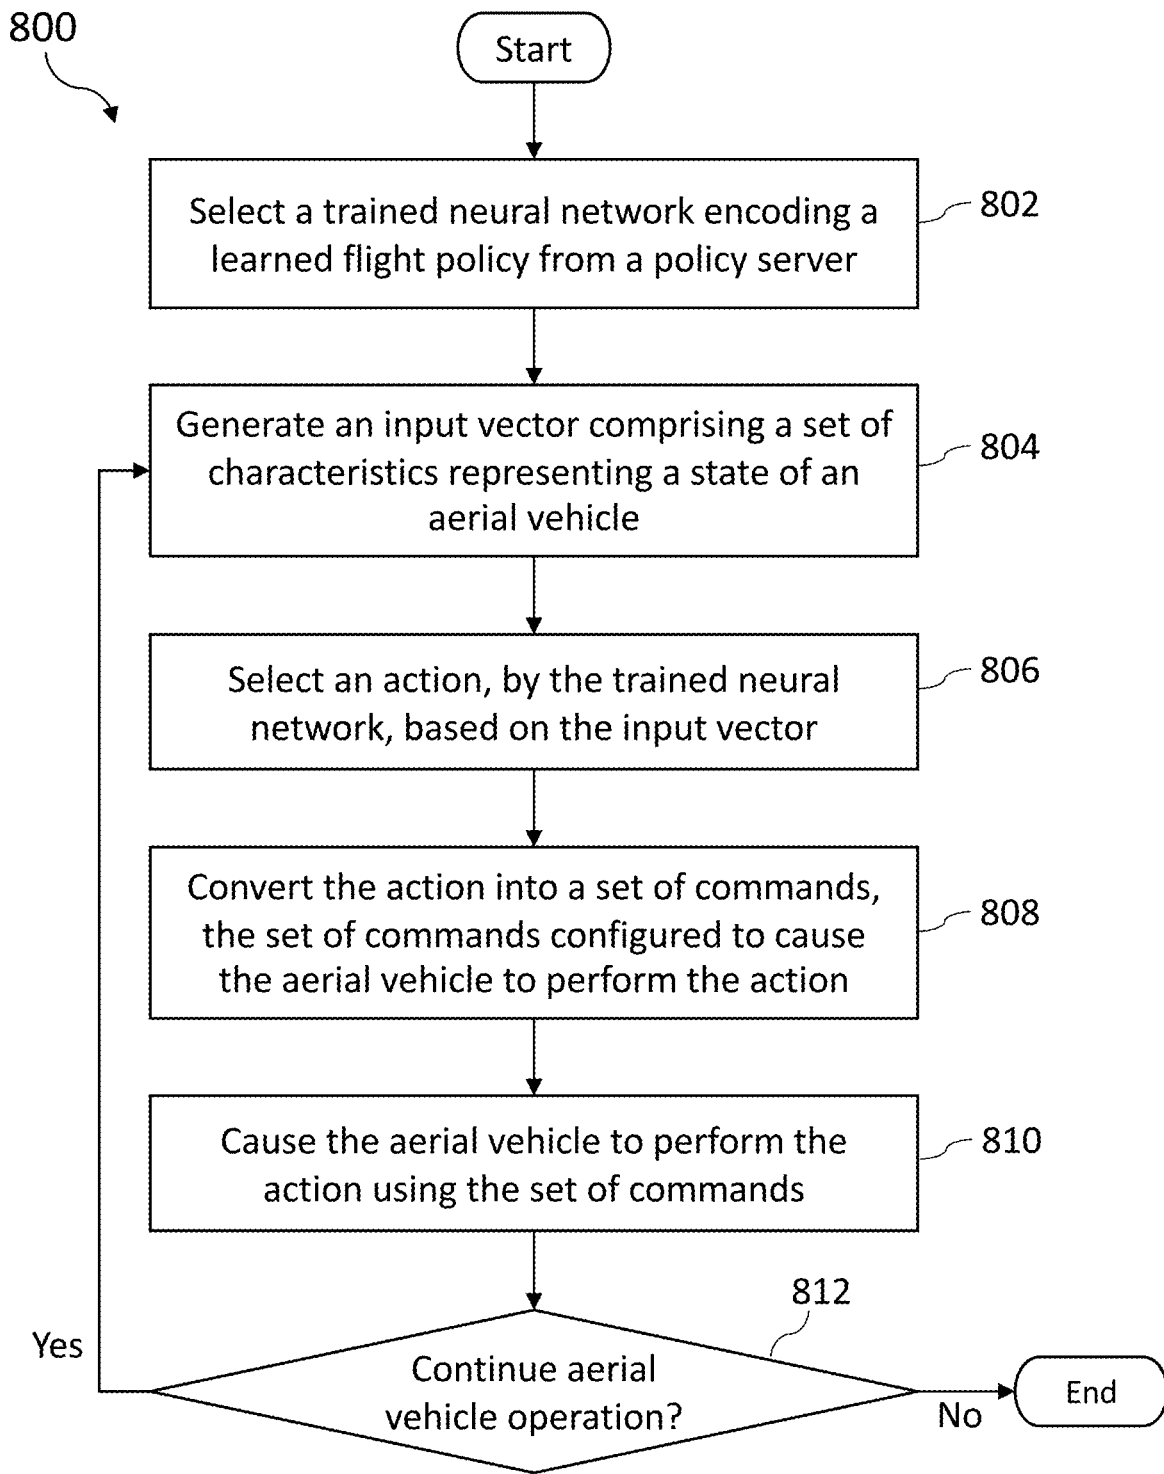 800
Start
Select a trained neural network encoding a
learned flight policy from a policy server
802
Generate an input vector comprising a set of
characteristics representing a state of an
aerial vehicle
804
Select an action, by the trained neural
network, based on the input vector
806
Convert the action into a set of commands,
the set of commands configured to cause
the aerial vehicle to perform the action
808
Cause the aerial vehicle to perform the
action using the set of commands
810
812
Yes
Continue aerial
vehicle operation?
No
End